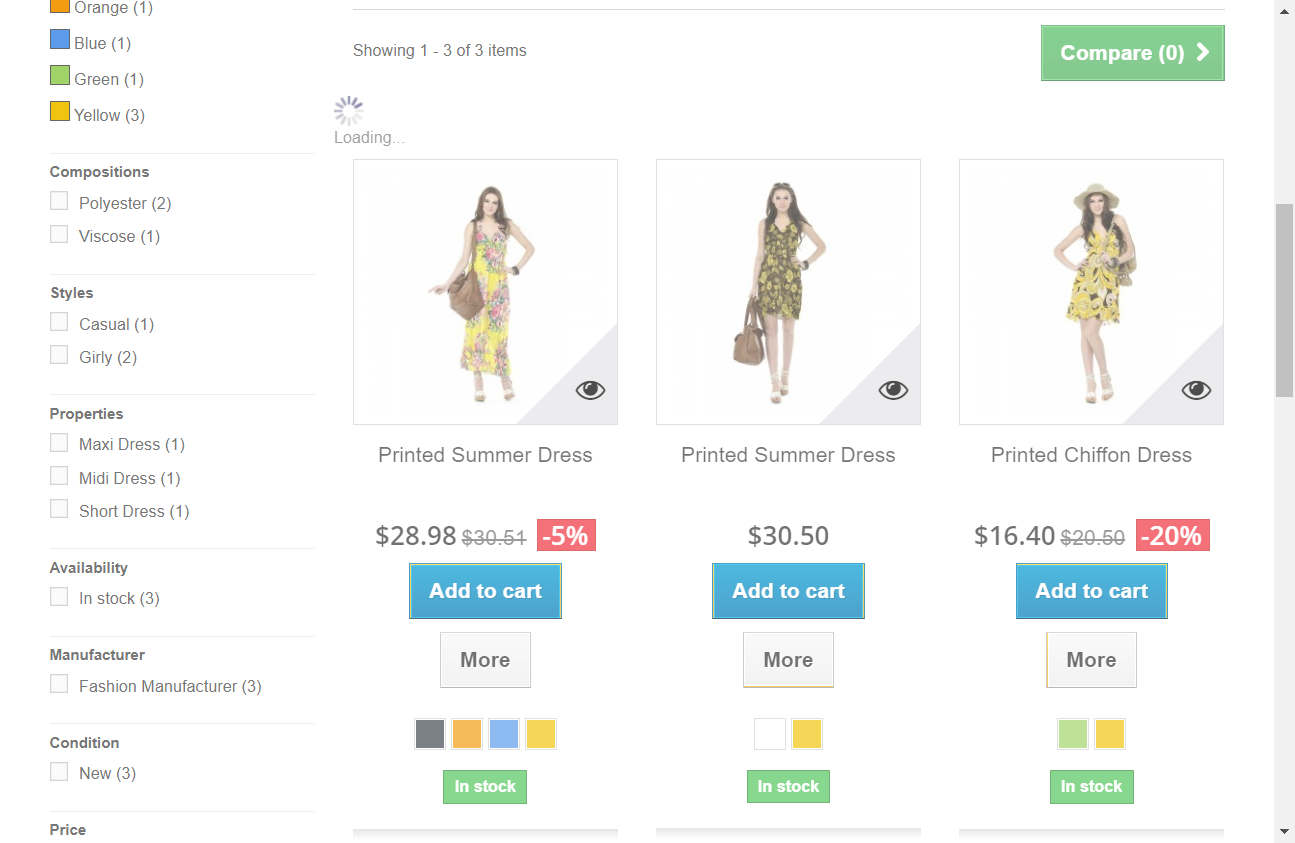 Orange (1)
Blue (1)
Green (1)
Yellow (3)
Compositions
Polyester (2)
Viscose (1)
Styles
Casual (1)
Girly (2)
Properties
Maxi Dress (1)
Midi Dress (1)
Short Dress (1)
Availability
In stock (3)
Manufacturer
Fashion Manufacturer (3)
Condition
New (3)
Price
Showing 1 - 3 of 3 items
Compare (0)
Loading...
Printed Summer Dress
$28.98 $30.51 -5%
Add to cart
More
In stock
Printed Summer Dress
$30.50
Add to cart
More
In stock
Printed Chiffon Dress
$16.40 $20.50 -20%
Add to cart
More
In stock